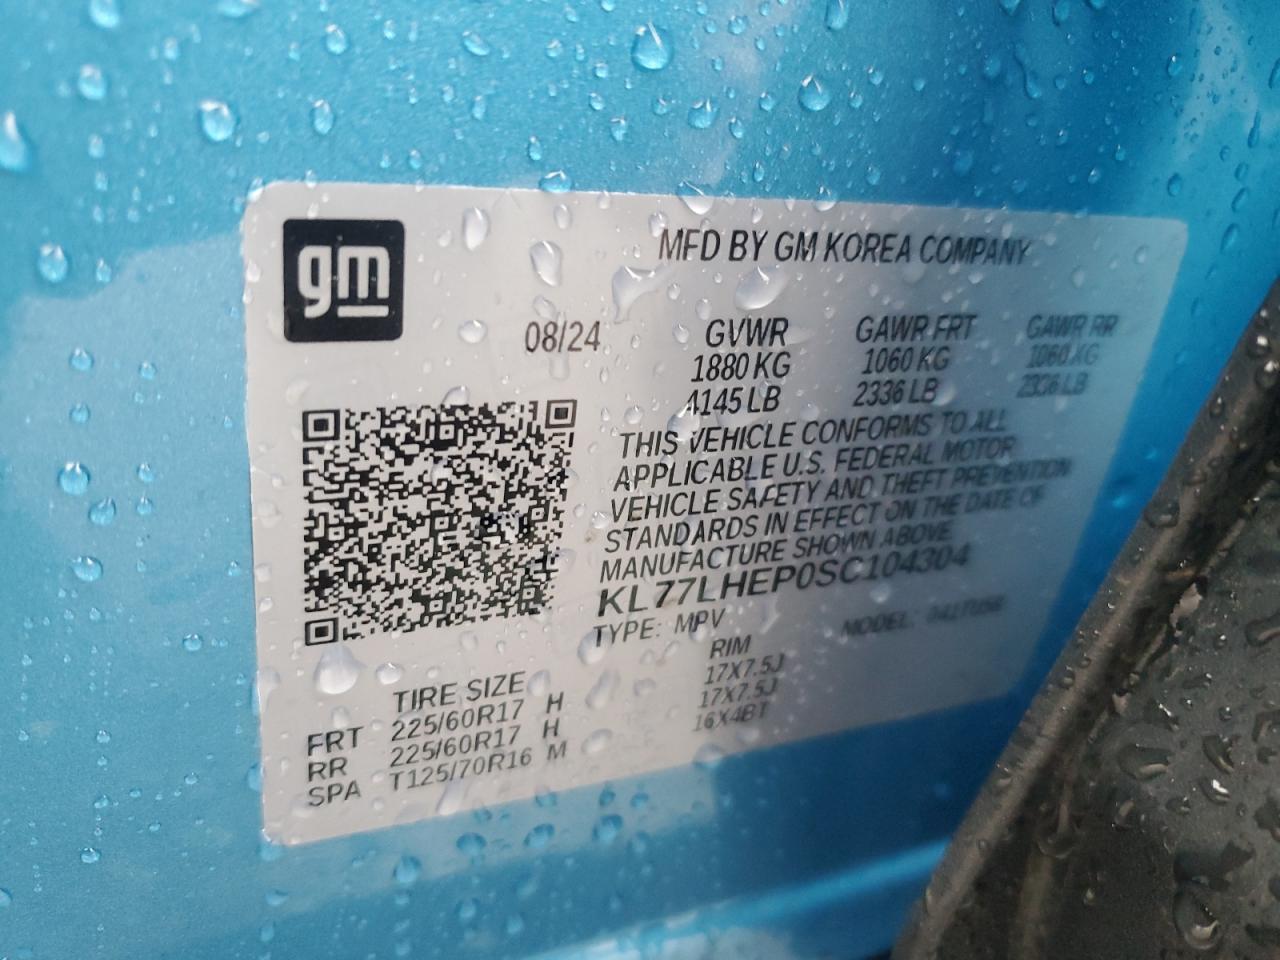 gm
MFD BY GM KOREA COMPANY
08/24 GVWR GAWR FRT GAWR RR
1880 KG 1060 KG 1060 KG
4145 LB 2336 LB 2336 LB
THIS VEHICLE CONFORMS TO ALL
APPLICABLE U.S. FEDERAL MOTOR
VEHICLE SAFETY AND THEFT PREVENTION
STANDARDS IN EFFECT ON THE DATE OF
MANUFACTURE SHOWN ABOVE
KL77LHEP0SC104304
TYPE: MPV MODEL:
TIRE SIZE RIM
FRT 225/60R17 H 17X7.5J
RR 225/60R17 H 17X7.5J
SPA T125/70R16 M 16X4BT